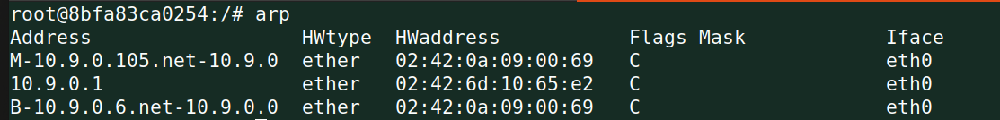 root@8bfa83ca0254:/# arp
Address                  HWtype  HWaddress           Flags Mask            Iface
M-10.9.0.105.net-10.9.0  ether   02:42:0a:09:00:69   C                     eth0
10.9.0.1                 ether   02:42:6d:10:65:e2   C                     eth0
B-10.9.0.6.net-10.9.0.0  ether   02:42:0a:09:00:69   C                     eth0